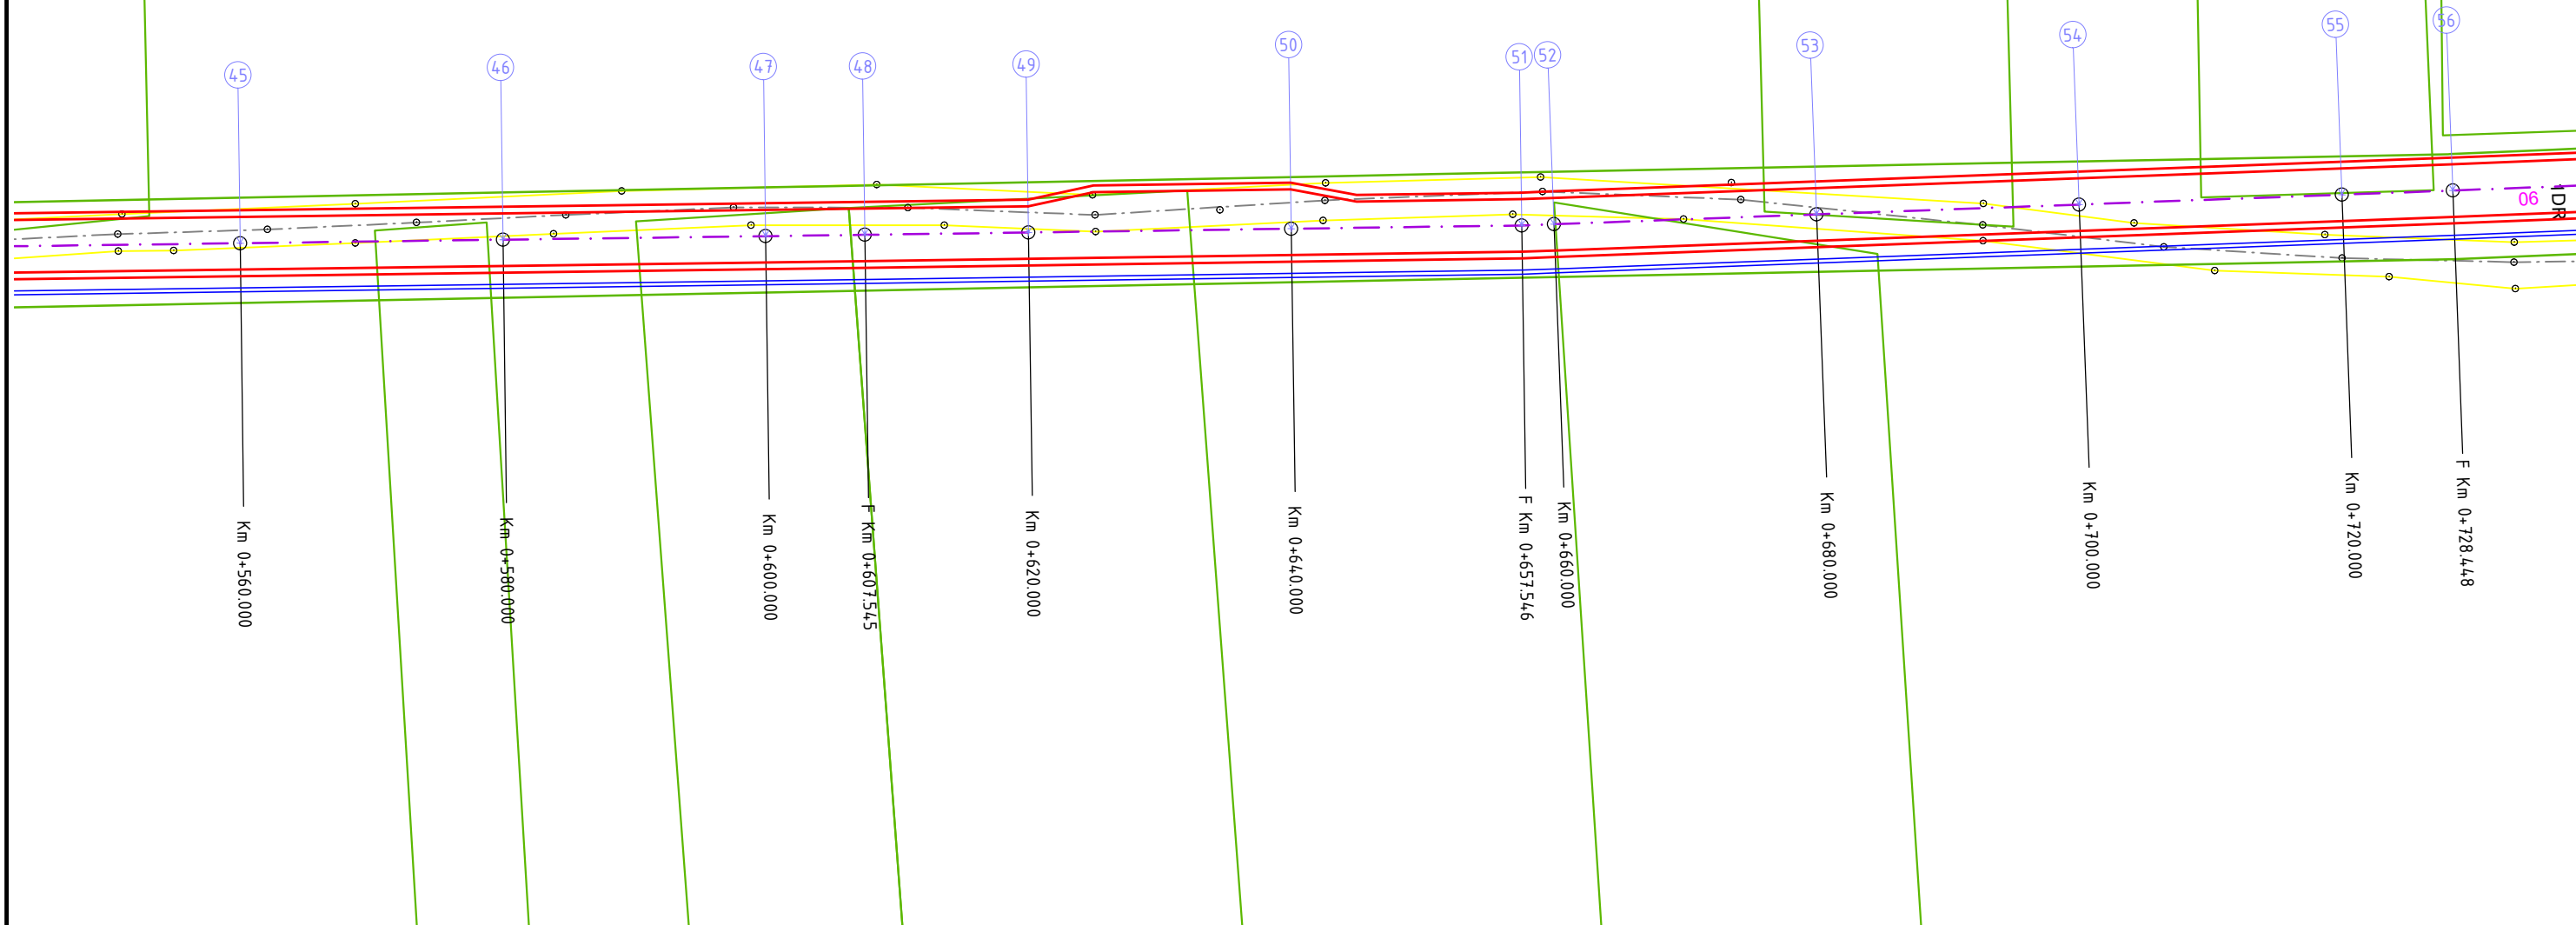 45
46
47
48
49
50
51
52
53
54
55
56
Km 0+560.000
Km 0+580.000
Km 0+600.000
F Km 0+607.545
Km 0+620.000
Km 0+640.000
F Km 0+657.546
Km 0+660.000
Km 0+680.000
Km 0+700.000
Km 0+720.000
F Km 0+728.448
06
IDR